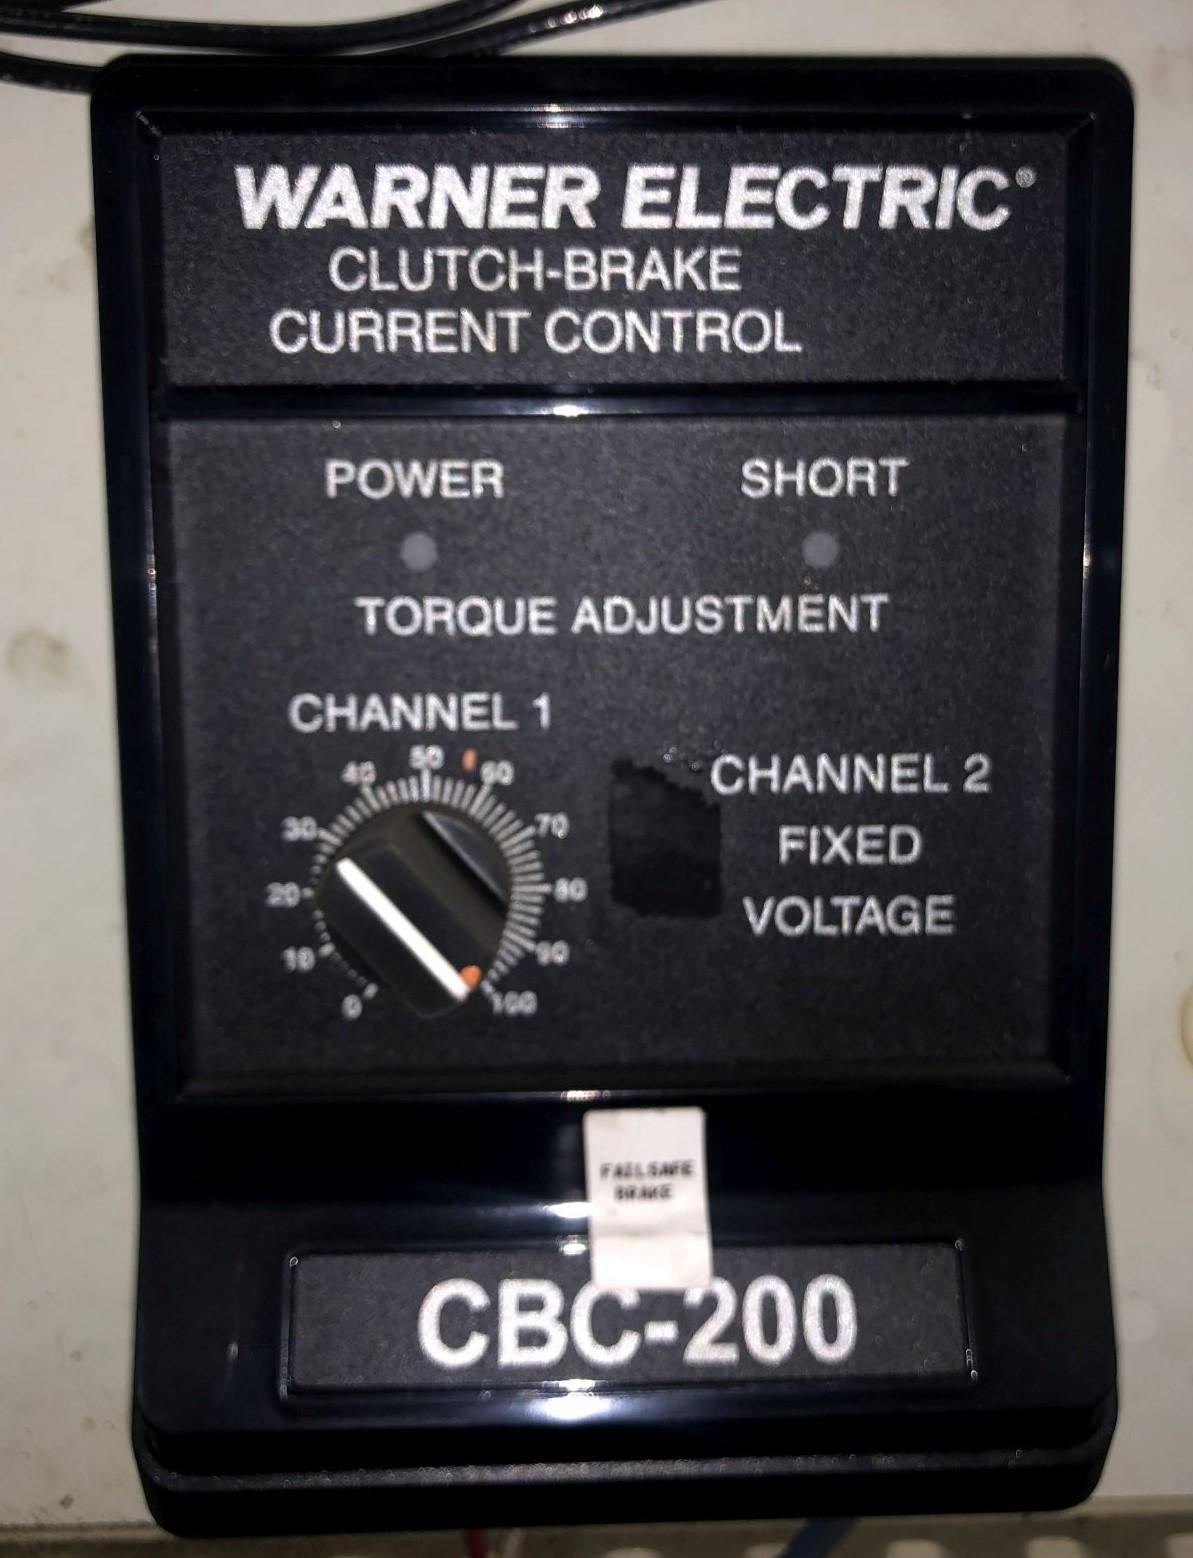 WARNER ELECTRIC®
CLUTCH-BRAKE
CURRENT CONTROL
POWER SHORT
TORQUE ADJUSTMENT
CHANNEL 1
0 10 20 30 40 50 60 70 80 90 100
CHANNEL 2
FIXED
VOLTAGE
FAILSAFE
BRAKE
CBC-200